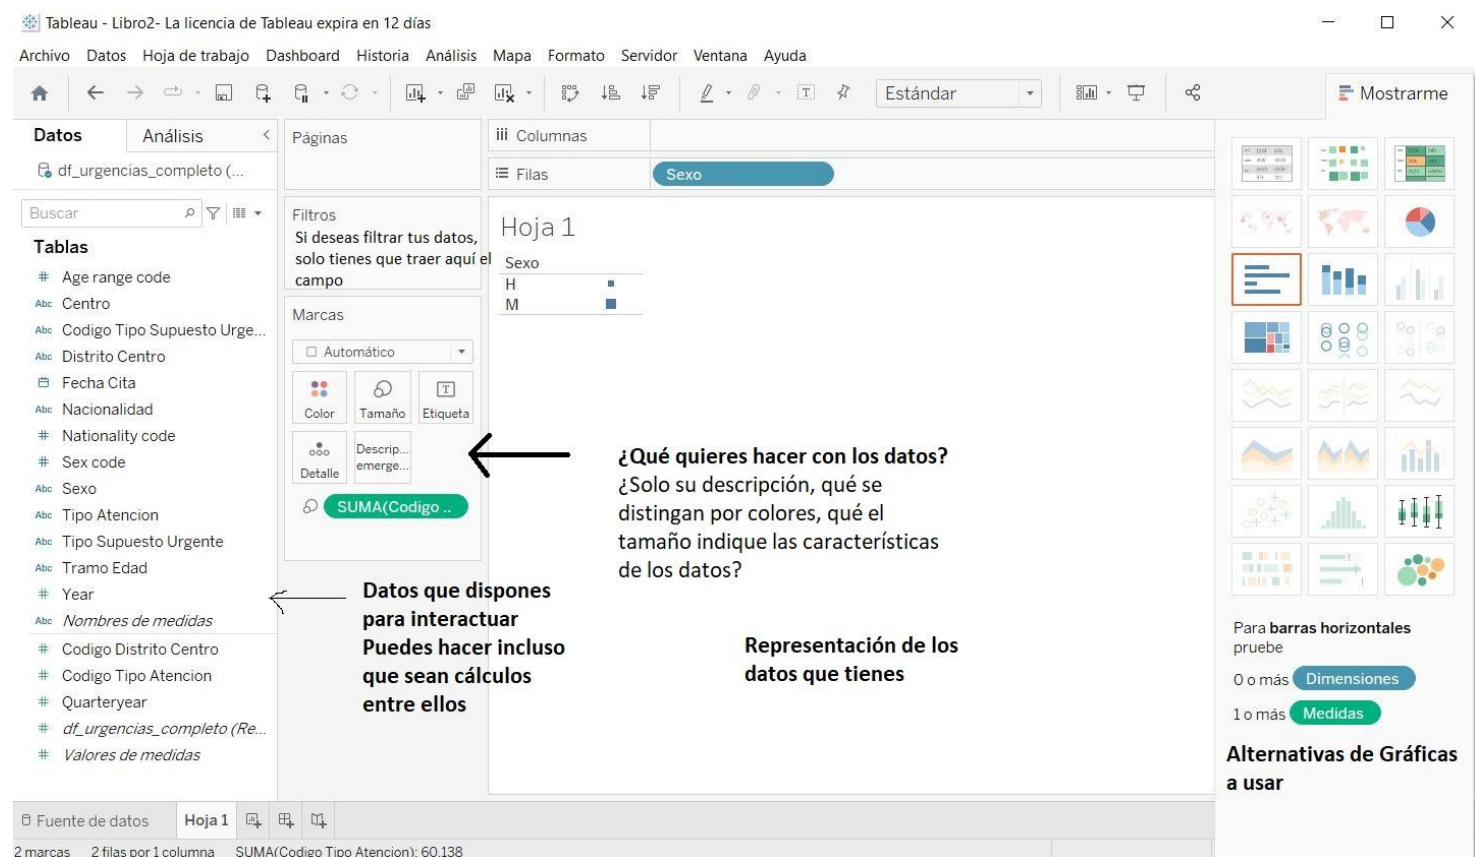 Tableau - Libro2- La licencia de Tableau expira en 12 días
Archivo Datos Hoja de trabajo Dashboard Historia Análisis Mapa Formato Servidor Ventana Ayuda
Estándar
Mostrarme
Datos Análisis
df_urgencias_completo (...
Buscar
Tablas
# Age range code
Abc Centro
Abc Codigo Tipo Supuesto Urge...
Abc Distrito Centro
Fecha Cita
Abc Nacionalidad
# Nationality code
# Sex code
Abc Sexo
Abc Tipo Atencion
Abc Tipo Supuesto Urgente
Abc Tramo Edad
# Year
Abc Nombres de medidas
# Codigo Distrito Centro
# Codigo Tipo Atencion
# Quarteryear
# df_urgencias_completo (Re...
# Valores de medidas
Páginas
Filtros
Si deseas filtrar tus datos,
solo tienes que traer aquí el
campo
Marcas
Automático
Color Tamaño Etiqueta
T
Detalle
Descrip...
emerge...
SUMA(Codigo ..
Columnas
Filas
Sexo
Hoja 1
Sexo
H
M
¿Qué quieres hacer con los datos?
¿Solo su descripción, qué se
distingan por colores, qué el
tamaño indique las características
de los datos?
Datos que dispones
para interactuar
Puedes hacer incluso
que sean cálculos
entre ellos
Representación de los
datos que tienes
Para barras horizontales
pruebe
0 o más Dimensiones
1 o más Medidas
Alternativas de Gráficas
a usar
Fuente de datos Hoja 1
2 marcas 2 filas por 1 columna SUMA(Codigo Tipo Atencion): 60.138